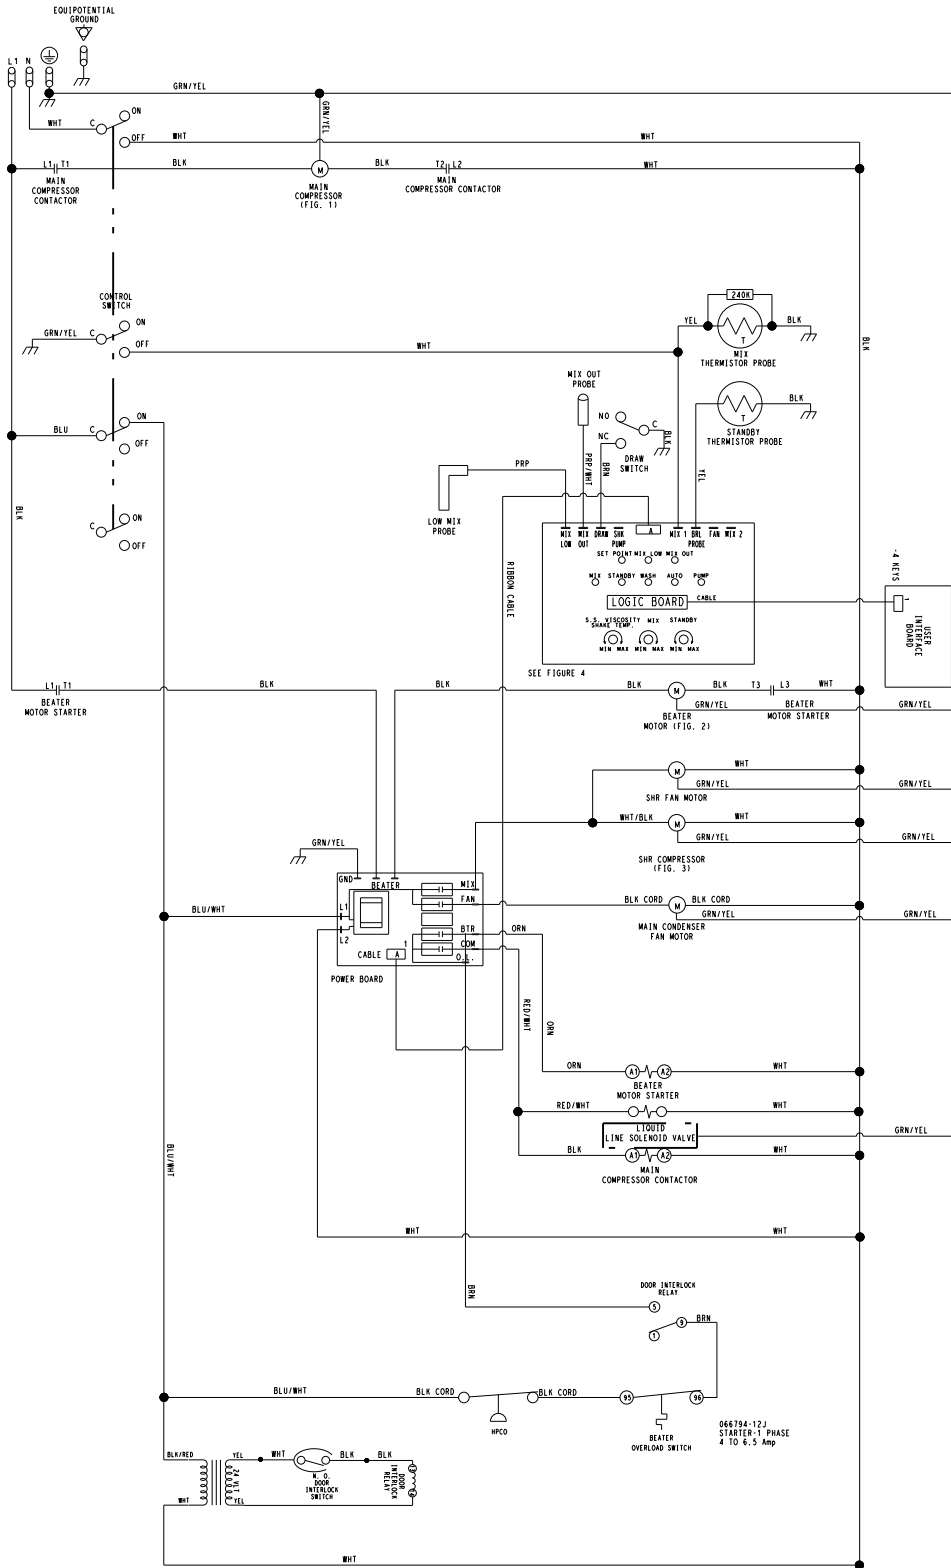 EQUIPOTENTIAL
GROUND
L1 N
GRN/YEL
GRN/YEL
WHT
C
ON
OFF
WHT
WHT
L1 T1
BLK
M
BLK
T2 L2
WHT
MAIN
COMPRESSOR
CONTACTOR
MAIN
COMPRESSOR
(FIG. 1)
MAIN
COMPRESSOR CONTACTOR
CONTROL
SWITCH
240K
GRN/YEL
C
ON
OFF
WHT
YEL
BLK
T
MIX
THERMISTOR PROBE
BLK
MIX OUT
PROBE
NO
C
NC
BLK
DRAW
SWITCH
BLK
T
STANDBY
THERMISTOR PROBE
BLU
C
ON
OFF
PRP
PRP/WHT
BRN
YEL
LOW MIX
PROBE
BLK
C
ON
OFF
RIBBON CABLE
MIX
LOW
MIX
OUT
DRAW
SHK
PUMP
A
MIX 1
BRL
PROBE
FAN
MIX 2
SET POINT MIX LOW MIX OUT
MIX STANDBY WASH AUTO PUMP
LOGIC BOARD
CABLE
S.S. VISCOSITY
SHAKE TEMP.
MIX
STANDBY
MIN MAX MIN MAX MIN MAX
SEE FIGURE 4
-4 KEYS
1
USER
INTERFACE
BOARD
L1 T1
BLK
BLK
BLK
M
BLK
T3 L3
WHT
BEATER
MOTOR STARTER
BEATER
MOTOR (FIG. 2)
GRN/YEL
BEATER
MOTOR STARTER
GRN/YEL
M
WHT
GRN/YEL
GRN/YEL
SHR FAN MOTOR
WHT/BLK
M
WHT
GRN/YEL
GRN/YEL
SHR COMPRESSOR
(FIG. 3)
GRN/YEL
GND
BEATER
MIX
FAN
BTR
COM
O.L.
L1
L2
CABLE
A
1
POWER BOARD
BLU/WHT
BLK CORD
M
BLK CORD
GRN/YEL
GRN/YEL
MAIN CONDENSER
FAN MOTOR
ORN
RED/WHT
ORN
ORN
A1
A2
WHT
BEATER
MOTOR STARTER
RED/WHT
WHT
LIQUID
LINE SOLENOID VALVE
GRN/YEL
BLK
A1
A2
WHT
MAIN
COMPRESSOR CONTACTOR
BLU/WHT
WHT
WHT
BRN
DOOR INTERLOCK
RELAY
5
9
BRN
1
BLU/WHT
BLK CORD
BLK CORD
95
96
HPCO
BEATER
OVERLOAD SWITCH
066794-12J
STARTER-1 PHASE
4 TO 6.5 Amp
BLK/RED
YEL
WHT
BLK
BLK
24 VLT
N. O.
DOOR
INTERLOCK
SWITCH
DOOR
INTERLOCK
RELAY
WHT
YEL
WHT